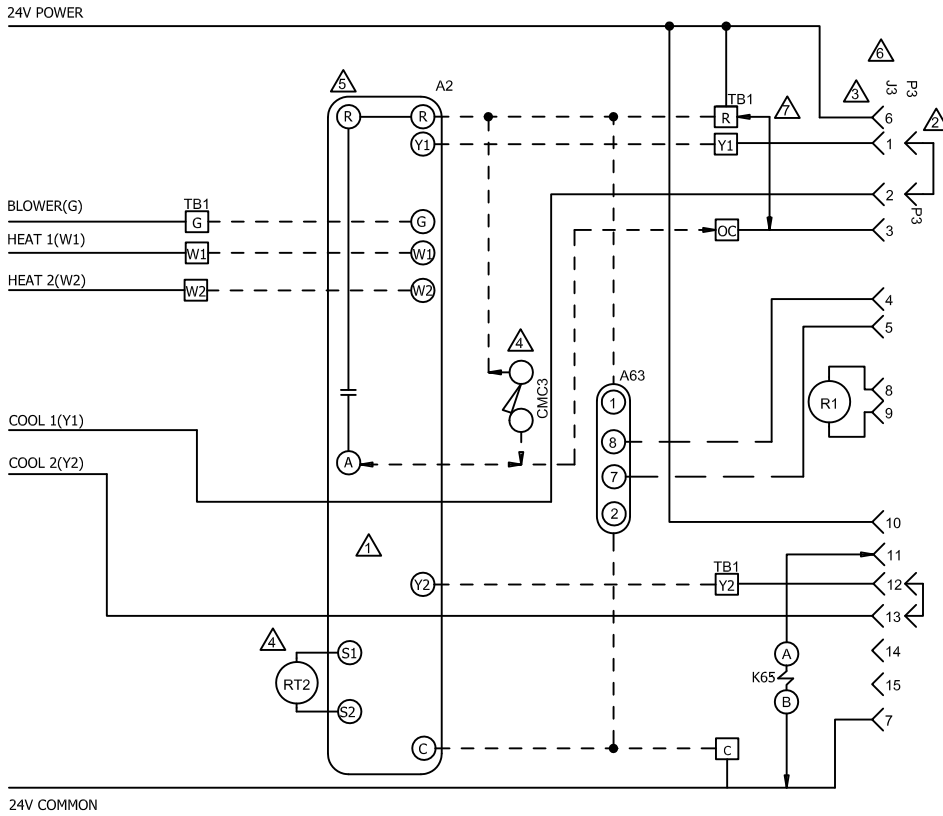 24V POWER
6
J3
P3
5
A2
3
TB1
7
2
R
R
R
6
Y1
Y1
1
BLOWER(G)
TB1
G
G
2
P3
HEAT 1(W1)
W1
W1
OC
3
HEAT 2(W2)
W2
W2
4
5
4
CMC3
A63
1
R1
8
9
COOL 1(Y1)
8
COOL 2(Y2)
A
7
2
10
1
11
TB1
Y2
Y2
12
13
4
S1
A
14
RT2
K65
15
S2
B
7
C
C
24V COMMON